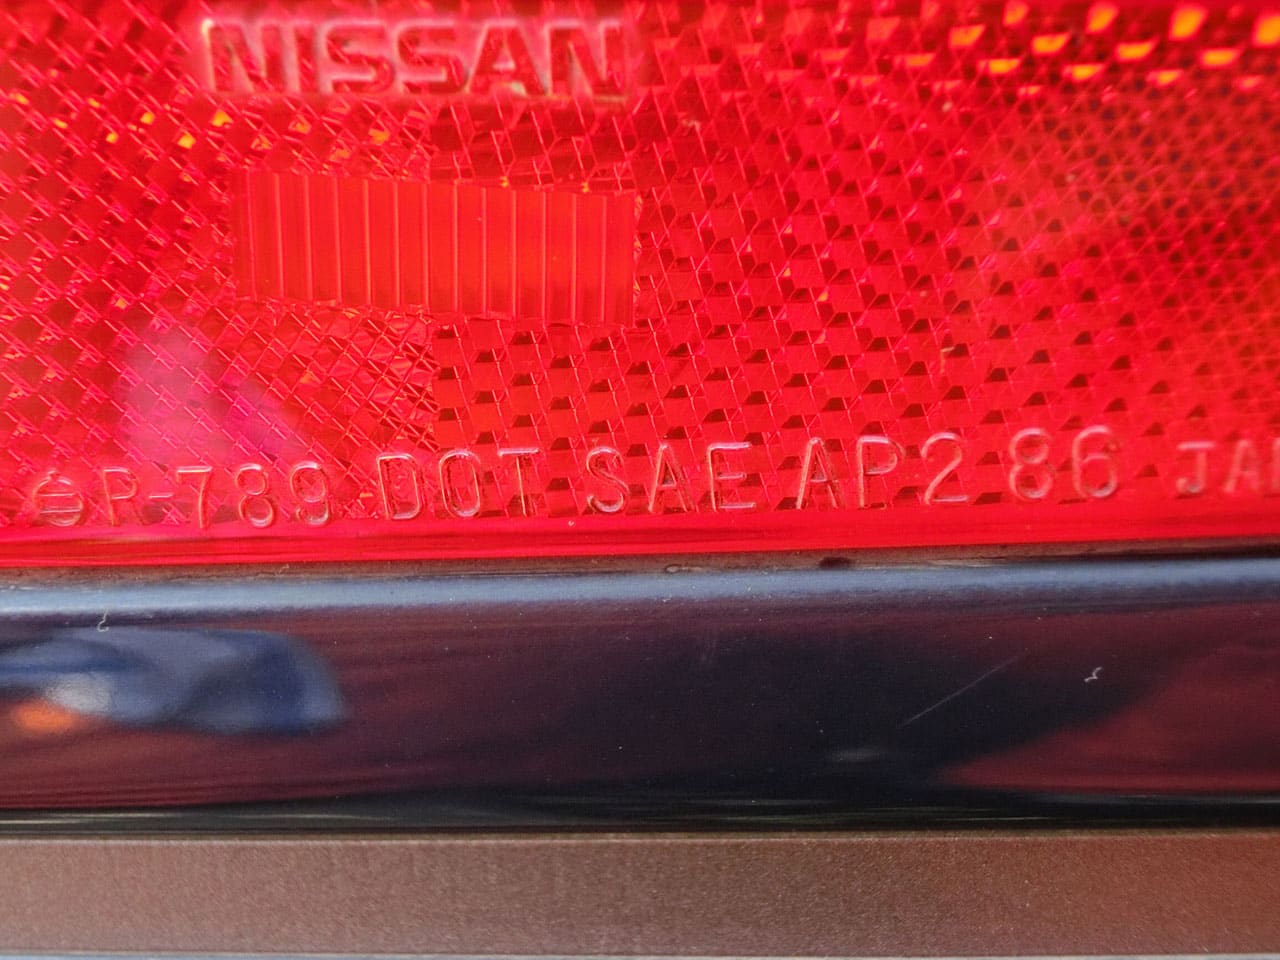 NISSAN
R-789 DOT SAE AP2 86